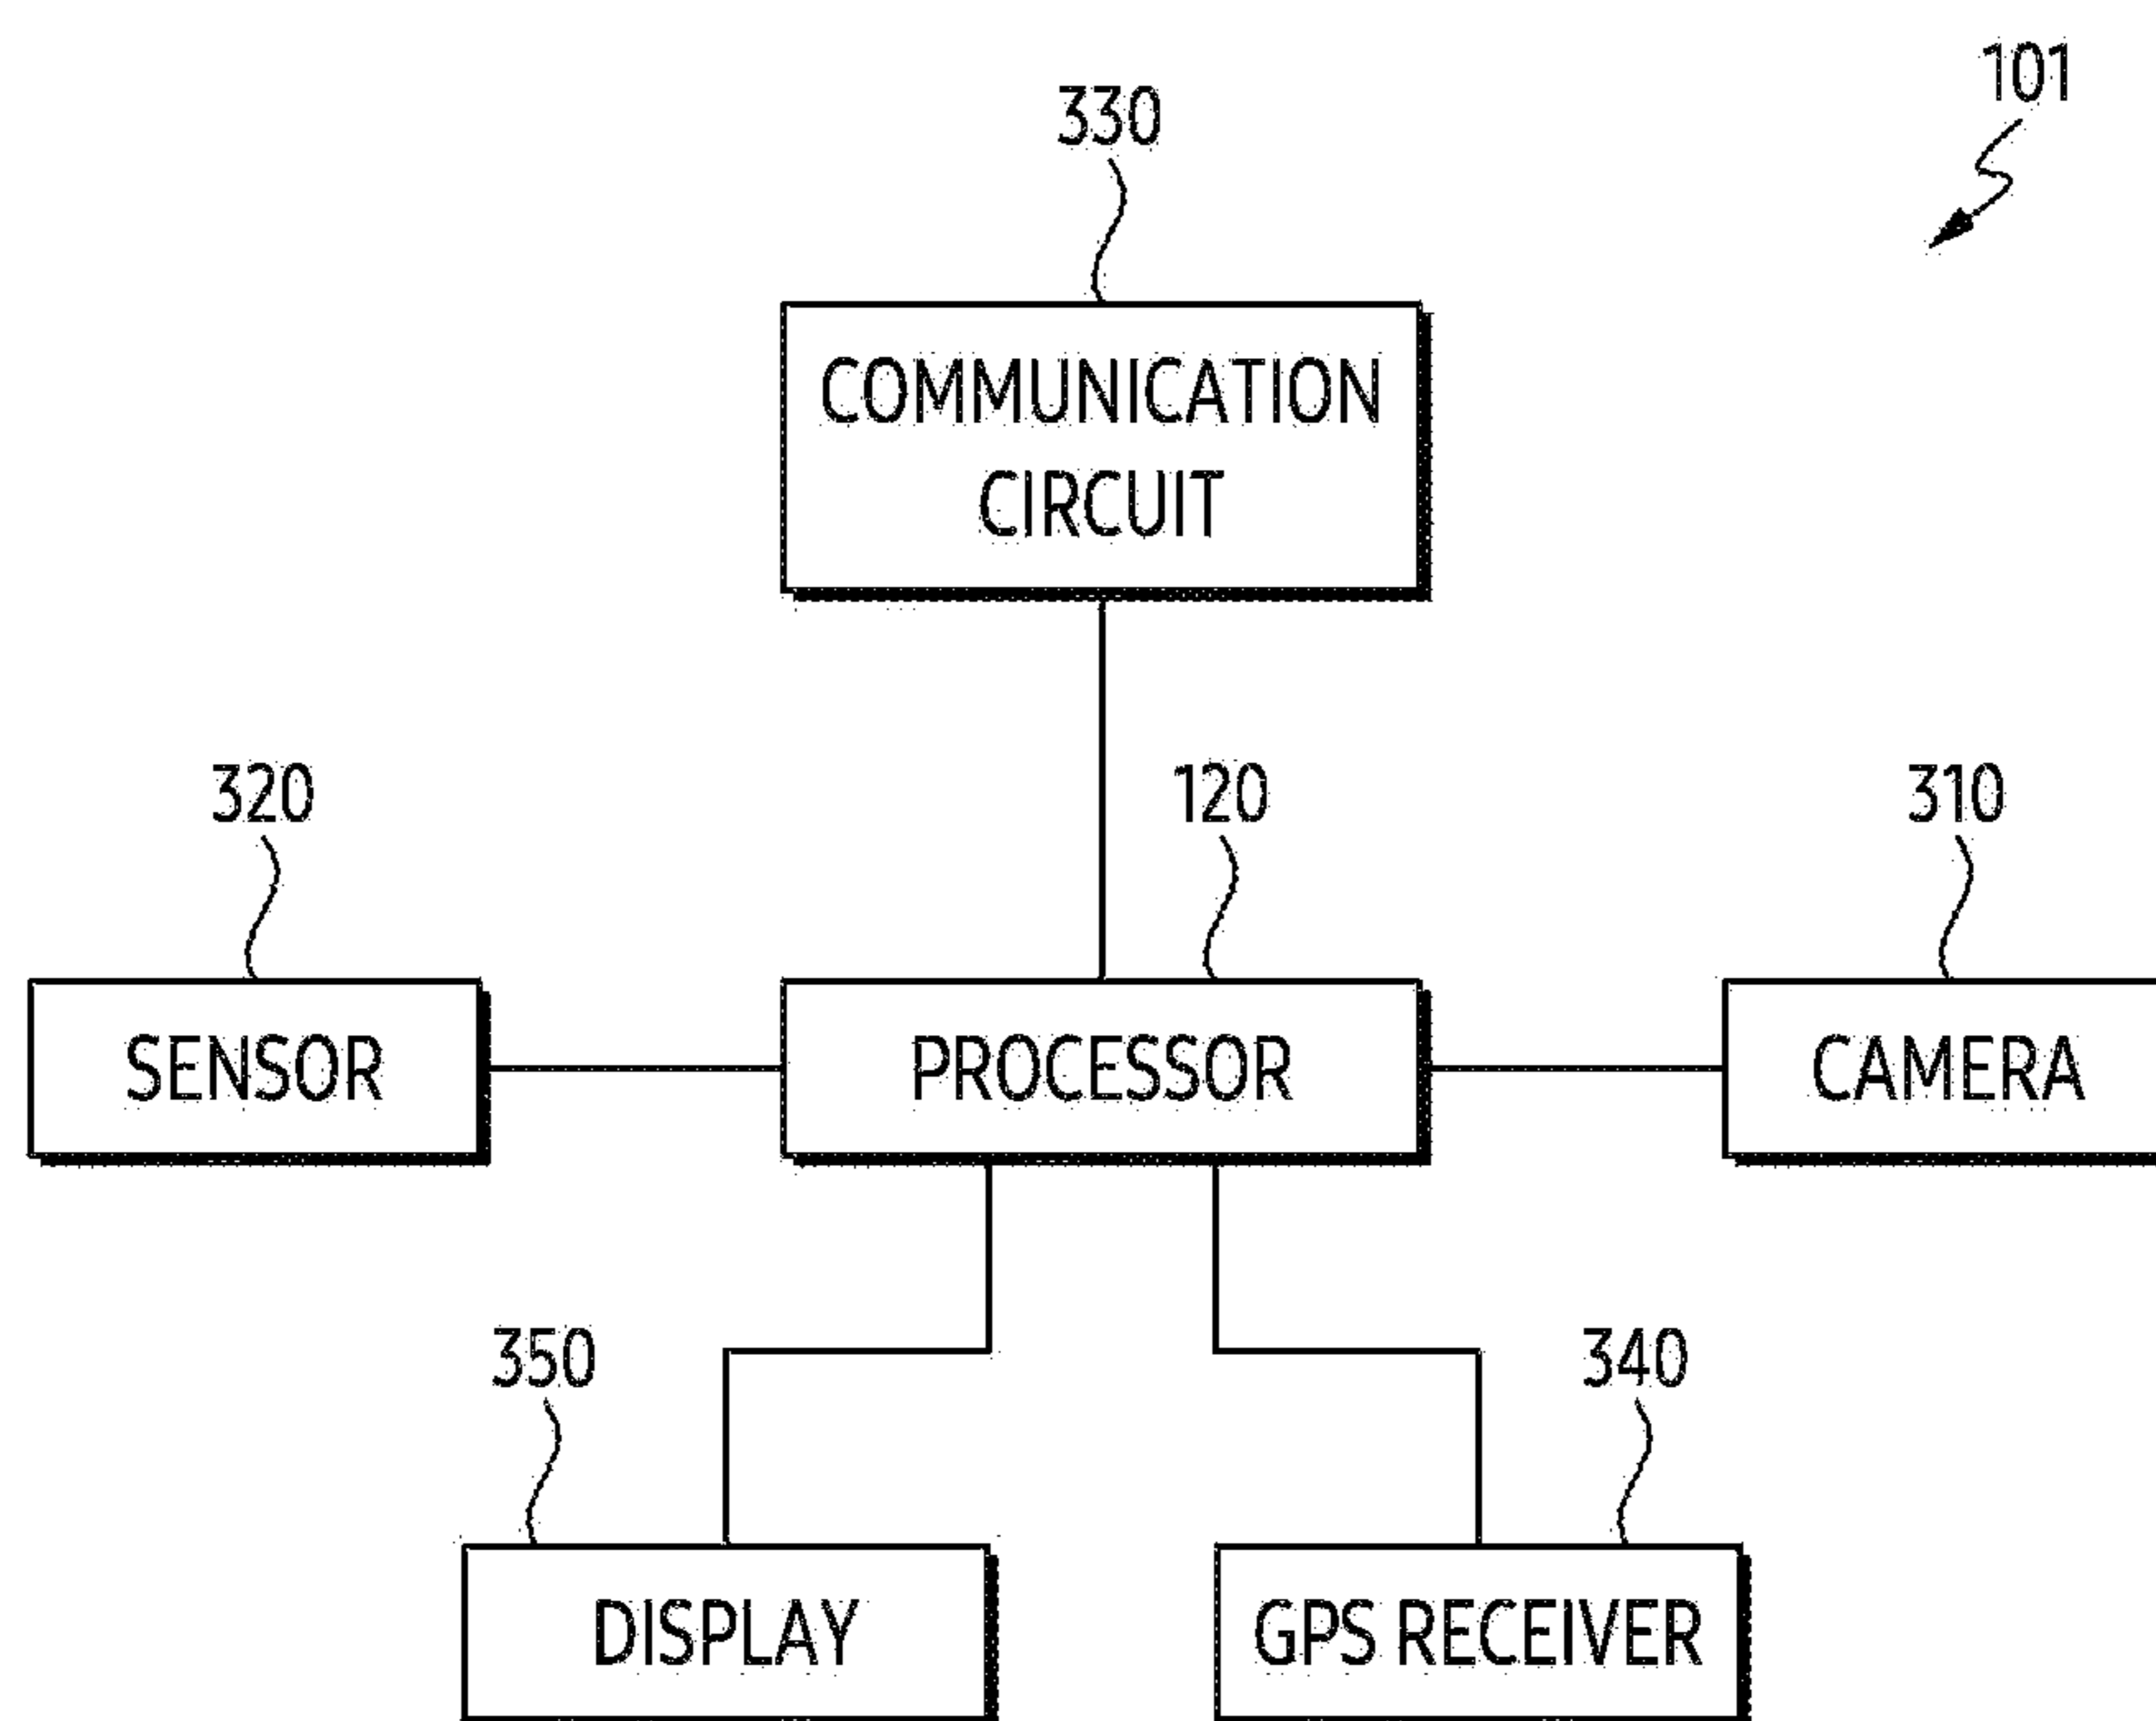 101
330
COMMUNICATION
CIRCUIT
320
120
310
SENSOR
PROCESSOR
CAMERA
350
340
DISPLAY
GPS RECEIVER